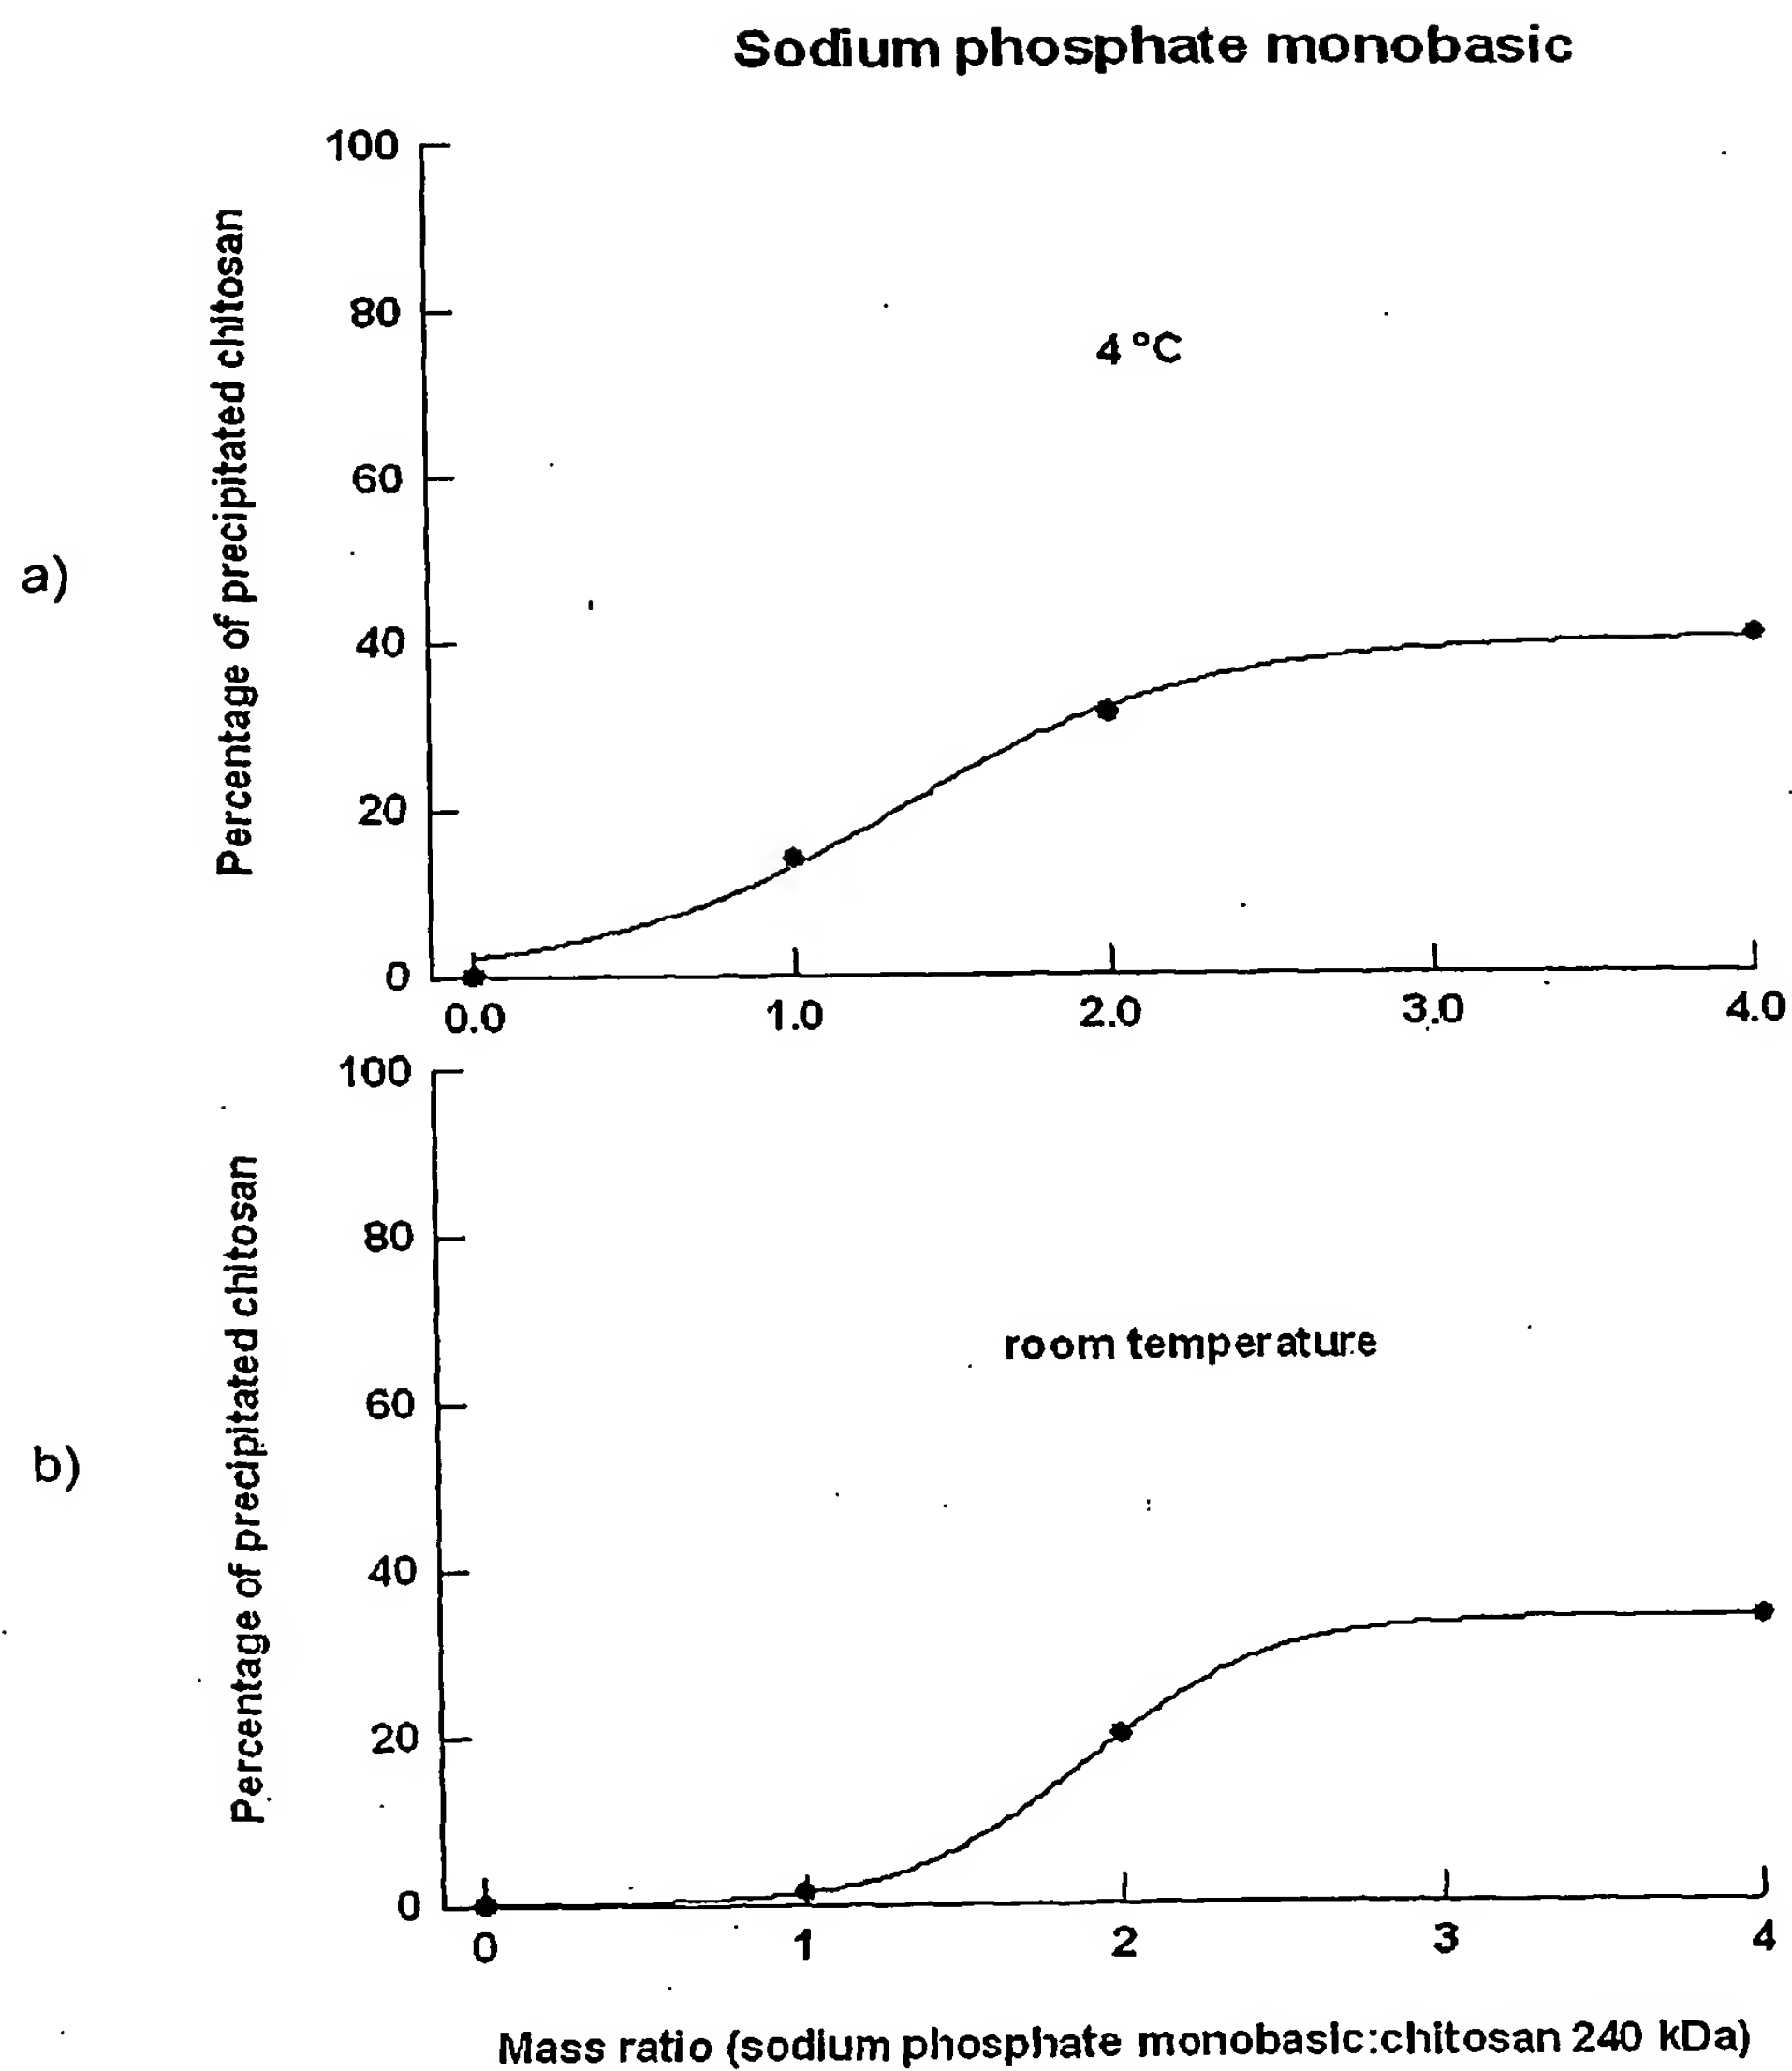 Sodium phosphate monobasic
a)
Percentage of precipitated chitosan
100
80
60
40
20
0
4 °C
0.0 1.0 2.0 3.0 4.0
b)
Percentage of precipitated chitosan
100
80
60
40
20
0
room temperature
0 1 2 3 4
Mass ratio (sodium phosphate monobasic:chitosan 240 kDa)